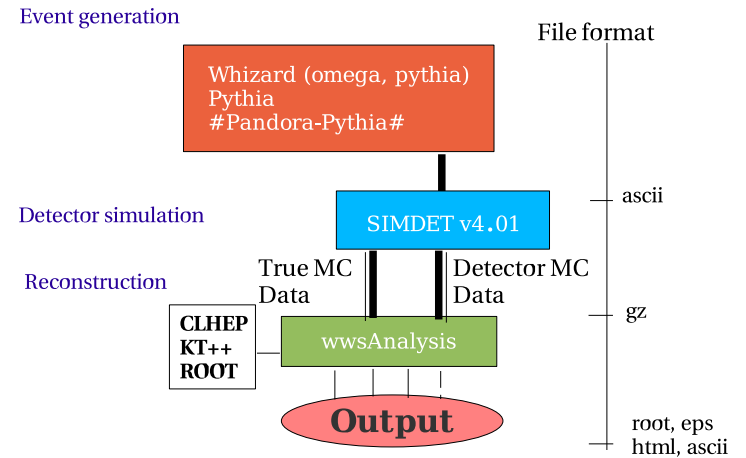 Event generation
File format
Whizard (omega, pythia)
Pythia
#Pandora-Pythia#
ascii
Detector simulation
SIMDET v4.01
True MC
Data
Detector MC
Data
Reconstruction
gz
CLHEP
KT++
ROOT
wwsAnalysis
Output
root, eps
html, ascii